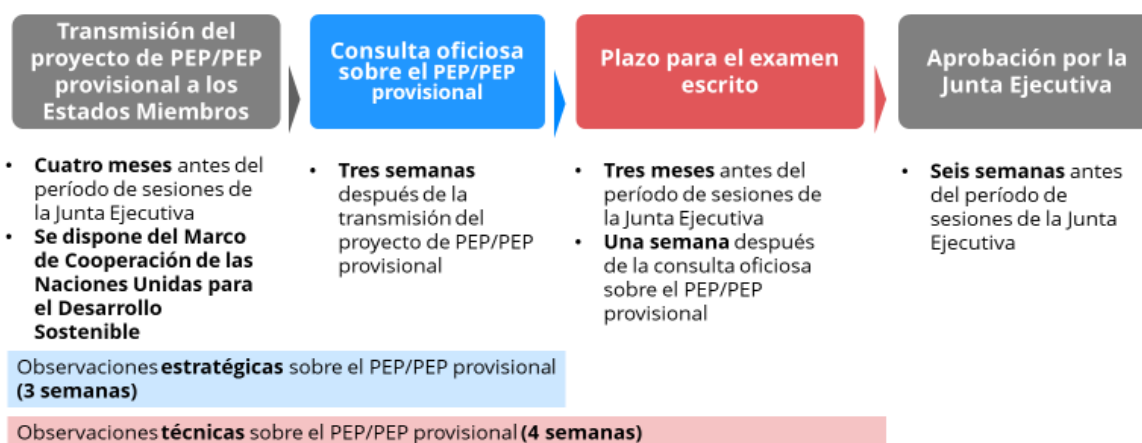 Transmisión del
proyecto de PEP/PEP
provisional a los
Estados Miembros
Consulta oficiosa
sobre el PEP/PEP
provisional
Plazo para el examen
escrito
Aprobación por la
Junta Ejecutiva
• Cuatro meses antes del
período de sesiones de
la Junta Ejecutiva
• Se dispone del Marco
de Cooperación de las
Naciones Unidas para
el Desarrollo
Sostenible
• Tres semanas
después de la
transmisión del
proyecto de PEP/PEP
provisional
• Tres meses antes del
período de sesiones de
la Junta Ejecutiva
• Una semana después
de la consulta oficiosa
sobre el PEP/PEP
provisional
• Seis semanas antes
del período de
sesiones de la Junta
Ejecutiva
Observaciones estratégicas sobre el PEP/PEP provisional
(3 semanas)
Observaciones técnicas sobre el PEP/PEP provisional (4 semanas)